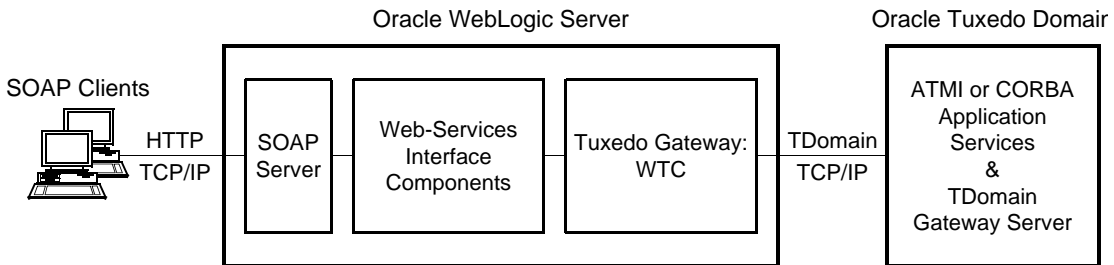 Oracle WebLogic Server
Oracle Tuxedo Domain
SOAP Clients
HTTP
TCP/IP
SOAP
Server
Web-Services
Interface
Components
Tuxedo Gateway:
WTC
TDomain
TCP/IP
ATMI or CORBA
Application
Services
&
TDomain
Gateway Server